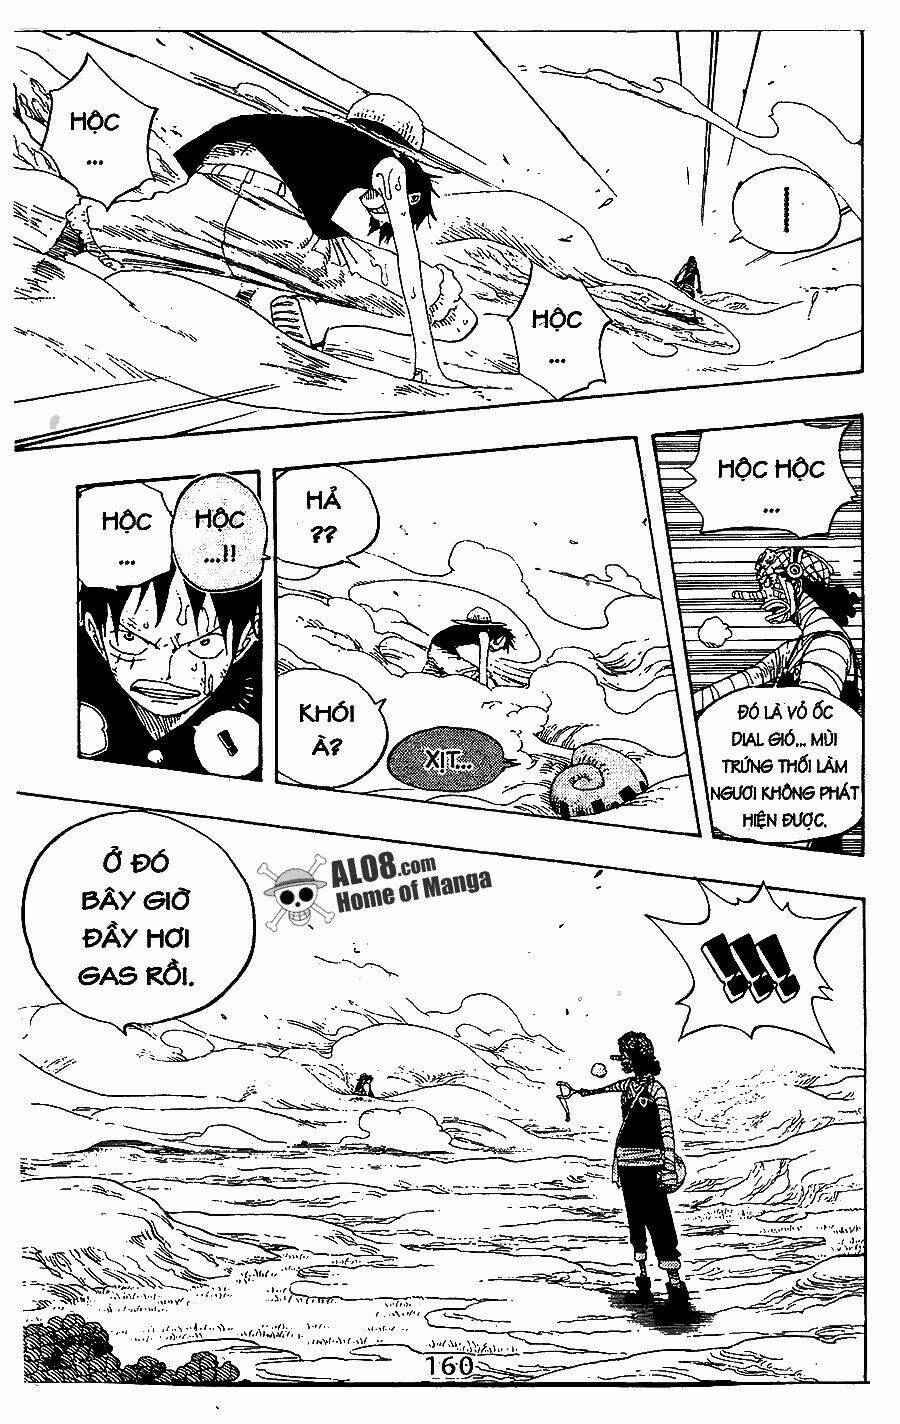 HỘC
...
HỘC
...
HỘC HỘC
...
ĐÓ LÀ VỎ ỐC
DIAL GIÓ... MÙI
TRỨNG THỐI LÀM
NGƯƠI KHÔNG PHÁT
HIỆN ĐƯỢC.
HẢ
??
KHÓI
À?
XỊT...
HỘC
...!!
HỘC
...
!
Ở ĐÓ
BÂY GIỜ
ĐẦY HƠI
GAS RỒI.
!!!
AL08.com
Home of Manga
160